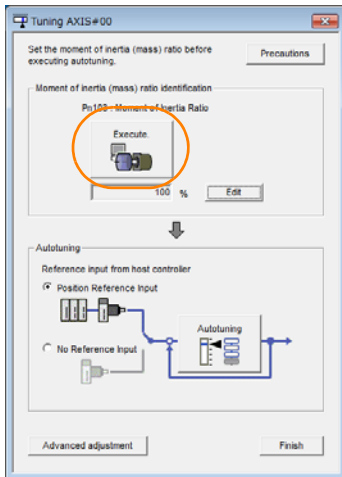 Tuning AXIS#00
Set the moment of inertia (mass) ratio before
executing autotuning.
Precautions
Moment of inertia (mass) ratio identification
Pn103 : Moment of Inertia Ratio
Execute.
100 %
Edit
Autotuning
Reference input from host controller
Position Reference Input
Autotuning
No Reference Input
Advanced adjustment
Finish